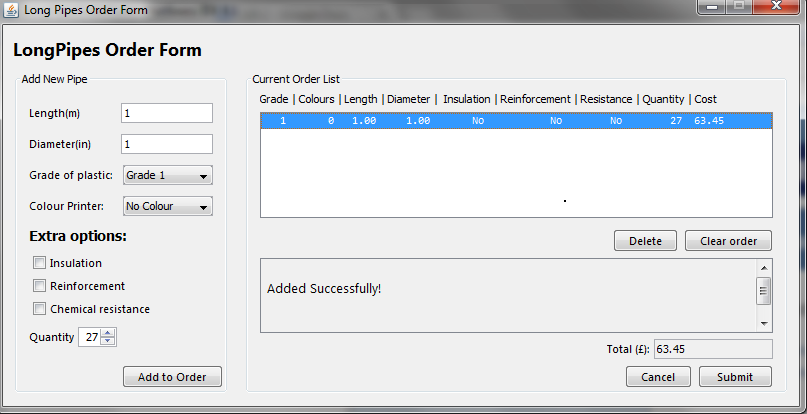 Long Pipes Order Form
LongPipes Order Form
Add New Pipe
Length(m) 1
Diameter(in) 1
Grade of plastic: Grade 1
Colour Printer: No Colour
Extra options:
Insulation
Reinforcement
Chemical resistance
Quantity 27
Add to Order
Current Order List
Grade | Colours | Length | Diameter | Insulation | Reinforcement | Resistance | Quantity | Cost
1 0 1.00 1.00 No No No 27 63.45
Delete Clear order
Added Successfully!
Total (£): 63.45
Cancel Submit